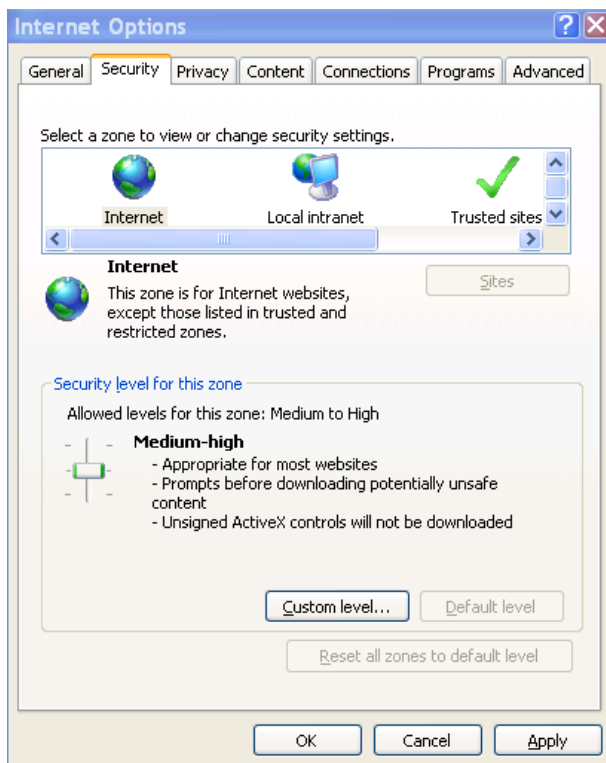 Internet Options
General Security Privacy Content Connections Programs Advanced
Select a zone to view or change security settings.
Internet Local intranet Trusted sites
Internet
Sites
This zone is for Internet websites,
except those listed in trusted and
restricted zones.
Security level for this zone
Allowed levels for this zone: Medium to High
Medium-high
- Appropriate for most websites
- Prompts before downloading potentially unsafe
content
- Unsigned ActiveX controls will not be downloaded
Custom level... Default level
Reset all zones to default level
OK Cancel Apply